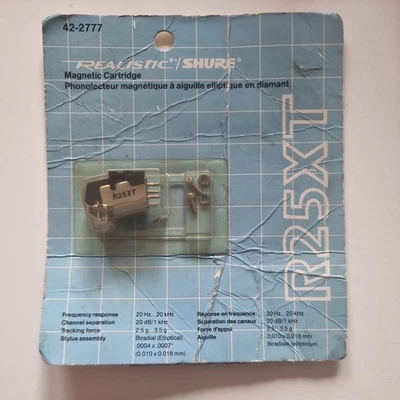 42-2777
REALISTIC®/SHURE®
Magnetic Cartridge
Phonolecteur magnétique à aiguille elliptique en diamant
R25XT
R25XT
Frequency response 20 Hz...20 kHz
Channel separation 20 dB/1 kHz
Tracking force 2.5 g...3.5 g
Stylus assembly Biradial (Elliptical)
.0004 x .0007"
(0.010 x 0.018 mm)
Réponse en fréquence 20 Hz...20 kHz
Séparation des canaux 20 dB/1 kHz
Force d'appui 2,5...3,5 g
Aiguille 0,010 x 0,018 mm
Biradiale (elliptique)